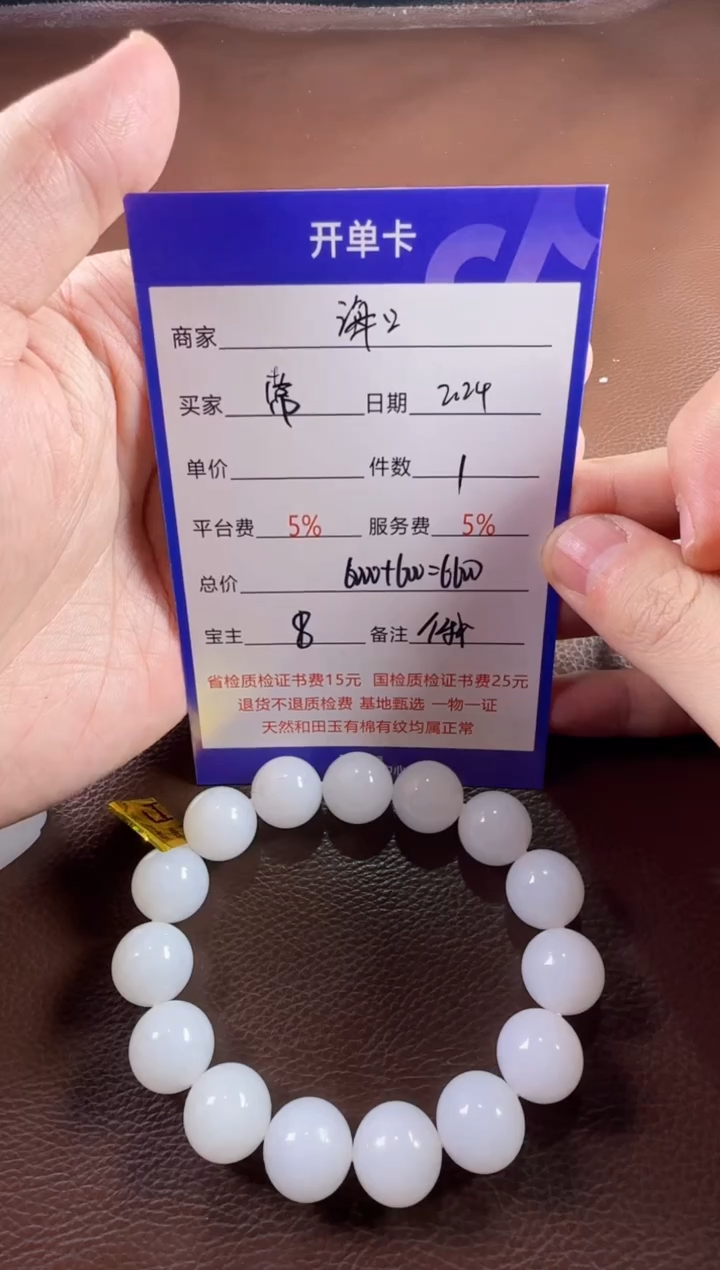 开单卡
商家 海
买家 常 日期 2.24
单价 件数 1
平台费 5% 服务费 5%
总价 6000+600=6600
宝主 8 备注
省检质检证书费15元 国检质检证书费25元
退货不退质检费 基地甄选 一物一证
天然和田玉有棉有纹均属正常